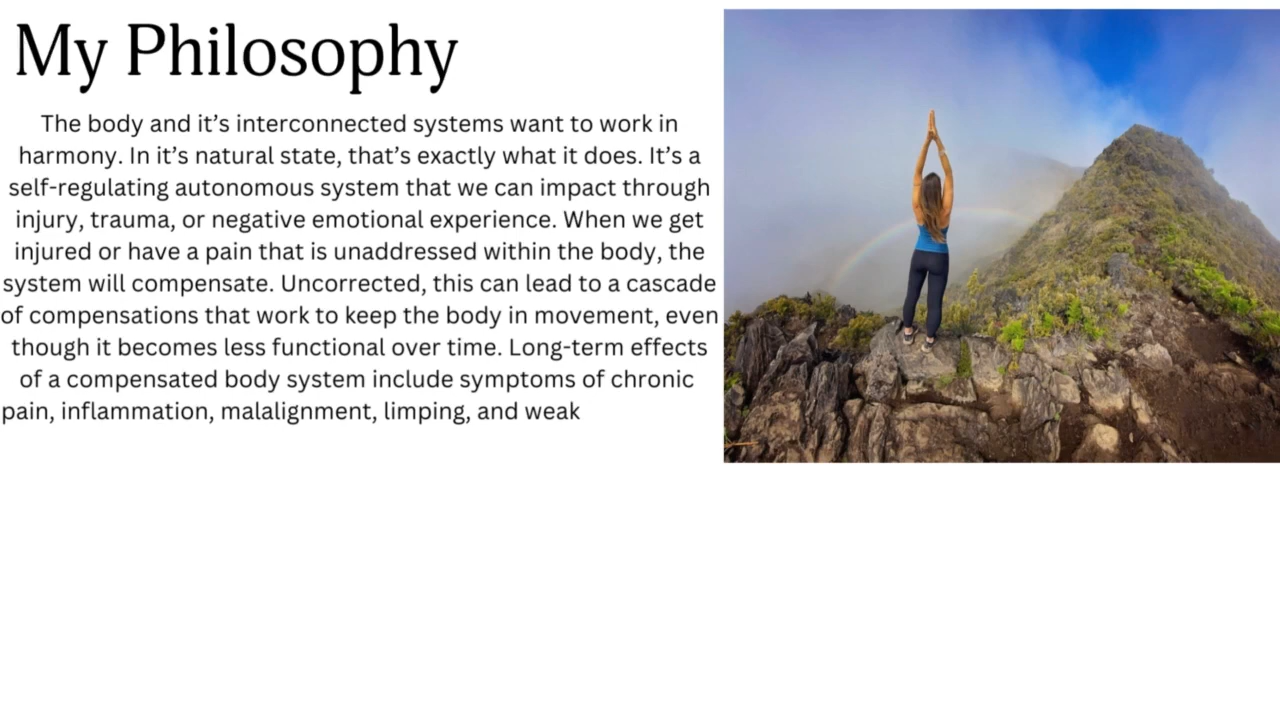 My Philosophy
The body and it’s interconnected systems want to work in
harmony. In it’s natural state, that’s exactly what it does. It’s a
self-regulating autonomous system that we can impact through
injury, trauma, or negative emotional experience. When we get
injured or have a pain that is unaddressed within the body, the
system will compensate. Uncorrected, this can lead to a cascade
of compensations that work to keep the body in movement, even
though it becomes less functional over time. Long-term effects
of a compensated body system include symptoms of chronic
pain, inflammation, malalignment, limping, and weak